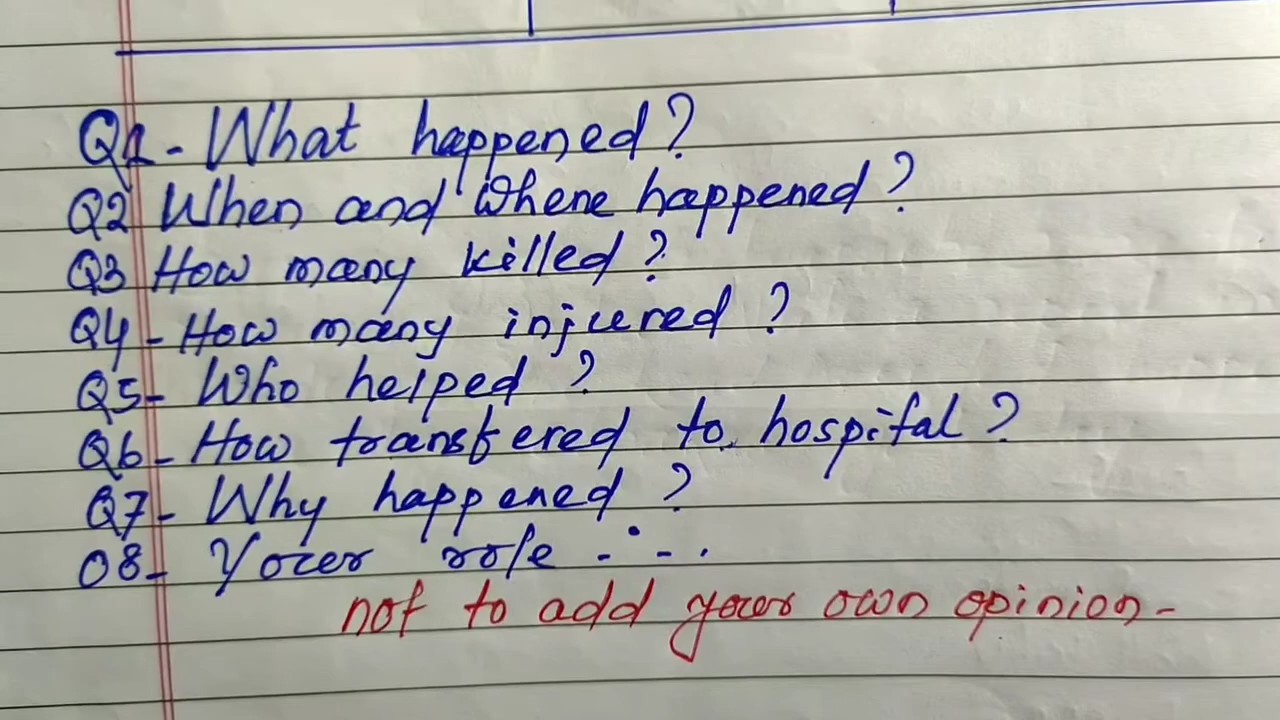 Q1 - What happened?
Q2 When and Where happened?
Q3 How many killed?
Q4 - How many injured?
Q5 - Who helped?
Q6 - How transfered to hospital?
Q7 - Why happened?
08 - Your role - . - .
not to add your own opinion -